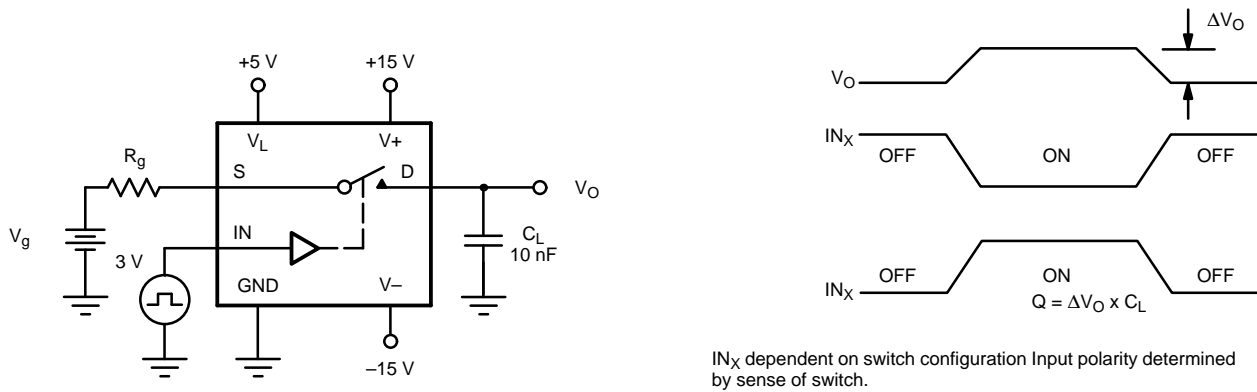 +5 V
+15 V
VL
V+
Rg
S
D
VO
Vg
IN
3 V
CL
10 nF
GND
V–
–15 V
ΔVO
VO
INX
OFF
ON
OFF
INX
OFF
ON
OFF
Q = ΔVO x CL
INX dependent on switch configuration Input polarity determined
by sense of switch.